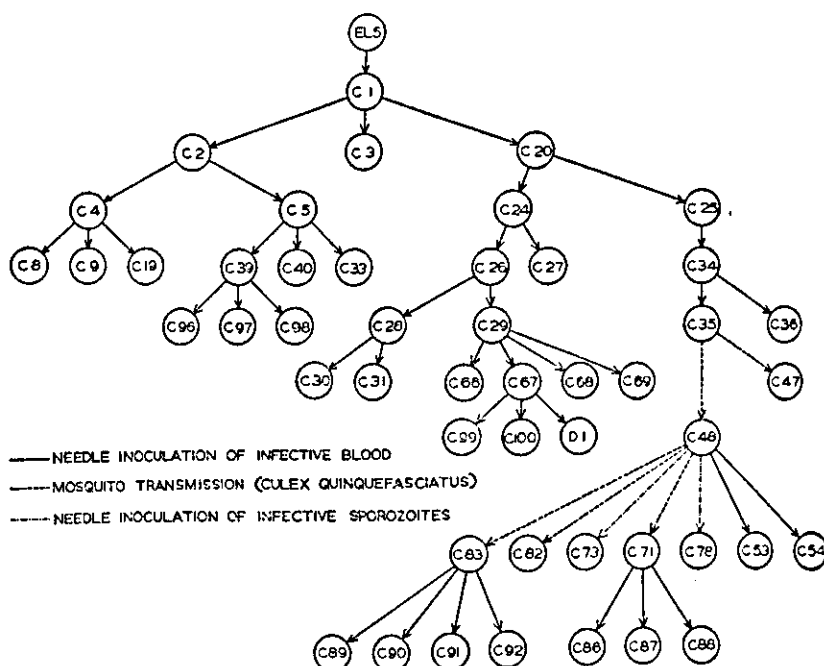 ELS
C1
C2 C3 C20
C4 C5 C24 C25
C8 C9 C19 C39 C40 C33 C26 C27 C34
C96 C97 C98 C28 C29 C35 C36
C30 C31 C66 C67 C68 C69 C47
C99 C100 D1 C48
NEEDLE INOCULATION OF INFECTIVE BLOOD
MOSQUITO TRANSMISSION (CULEX QUINQUEFASCIATUS)
NEEDLE INOCULATION OF INFECTIVE SPOROZOITES
C83 C82 C73 C71 C78 C53 C54
C89 C90 C91 C92 C86 C87 C88